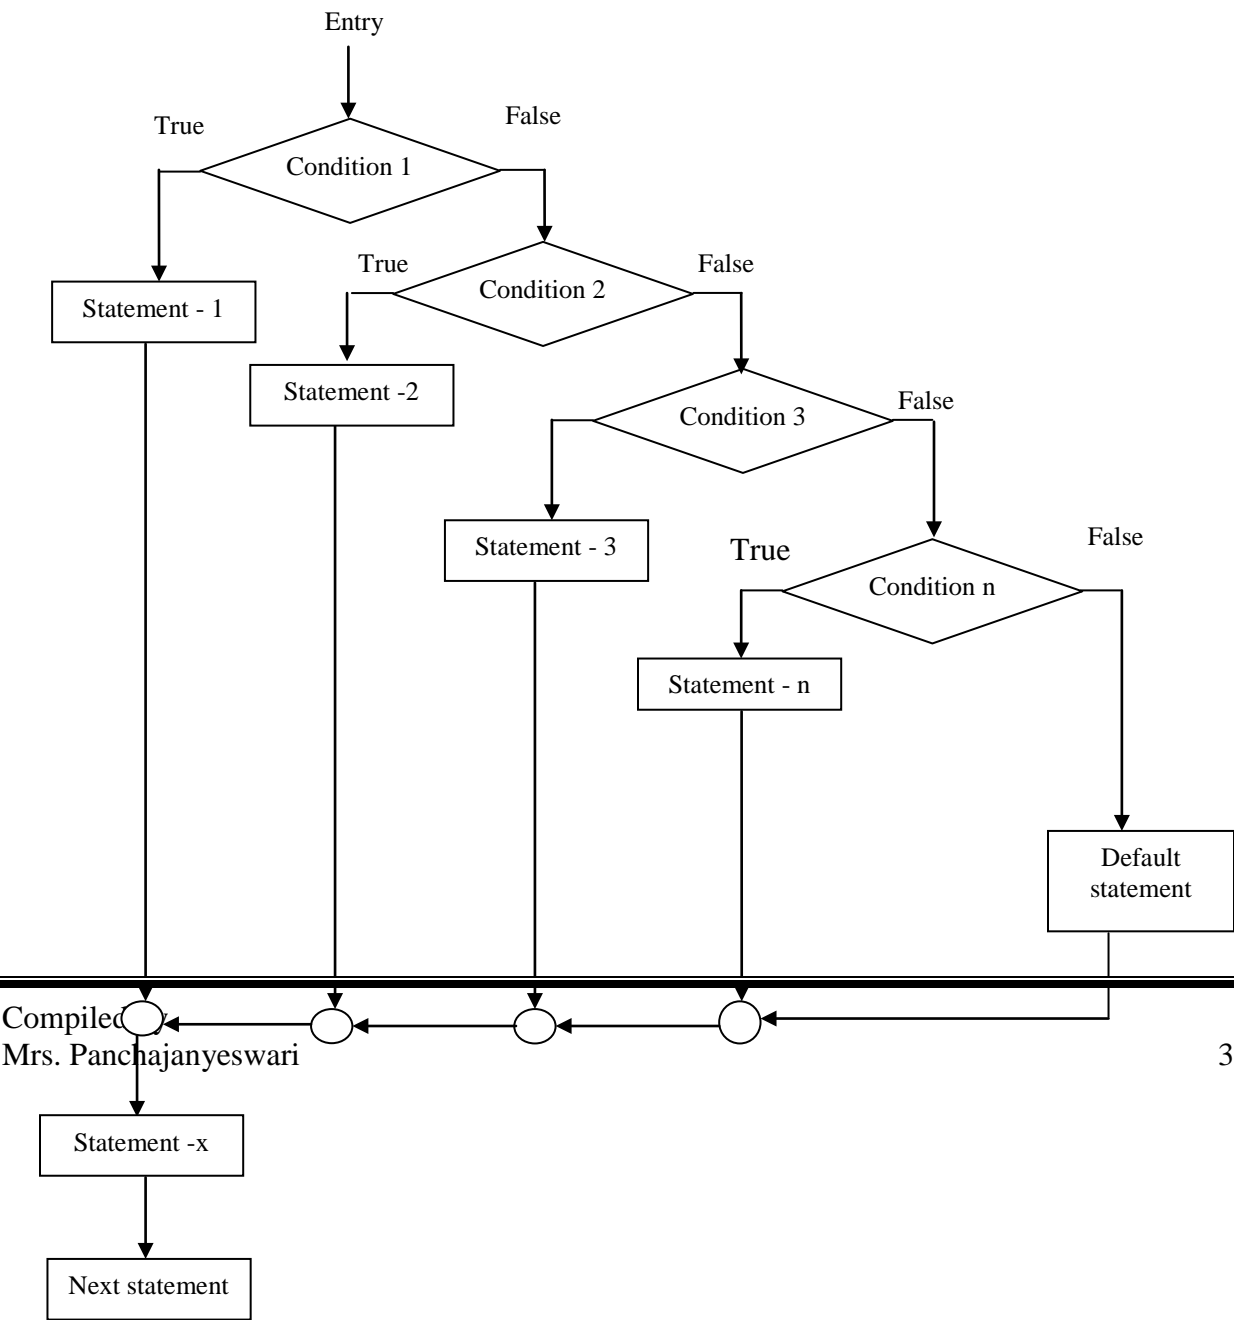 Entry
True
False
Condition 1
True
False
Condition 2
Statement - 1
Statement -2
False
Condition 3
Statement - 3
True
False
Condition n
Statement - n
Default
statement
Compiled
Mrs. Panchajanyeswari
3
Statement -x
Next statement